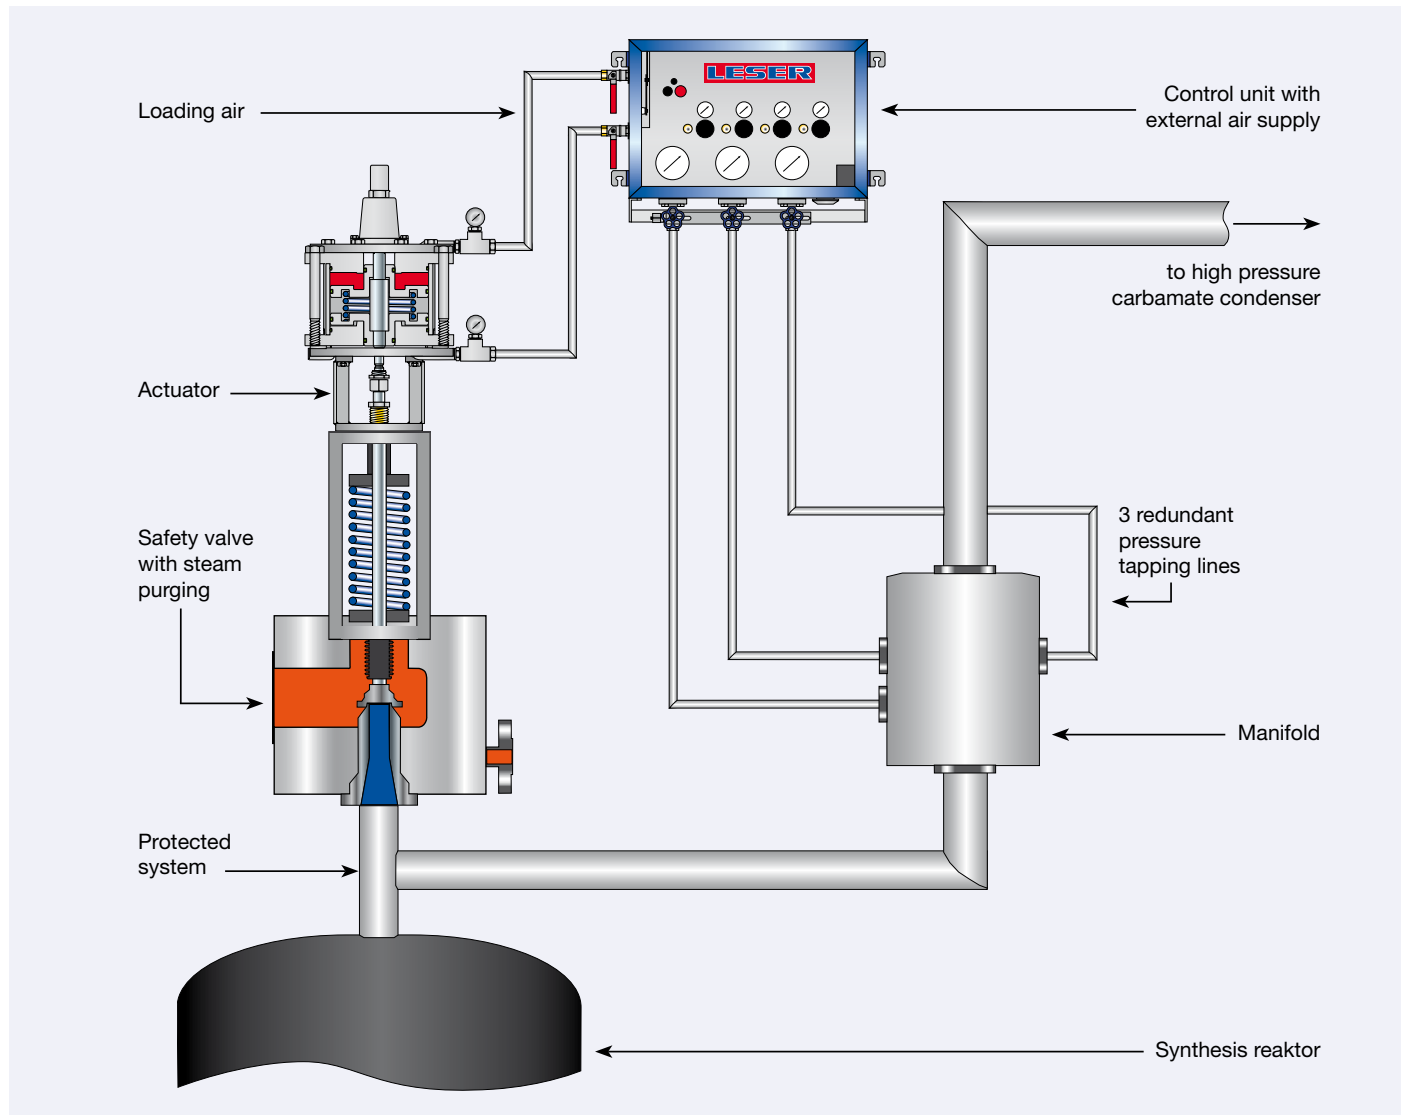 LESER
Loading air
Control unit with
external air supply
to high pressure
carbamate condenser
Actuator
Safety valve
with steam
purging
3 redundant
pressure
tapping lines
Manifold
Protected
system
Synthesis reaktor